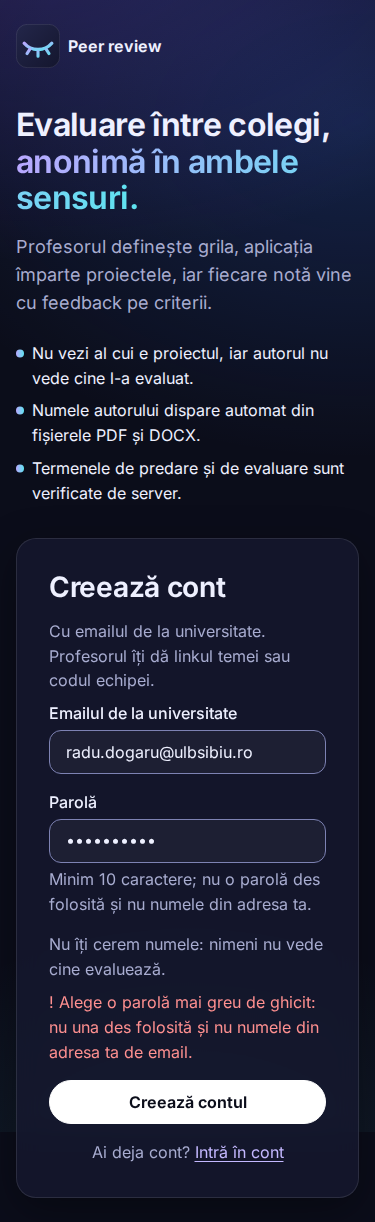 Peer review
Evaluare între colegi,
anonimă în ambele
sensuri.
Profesorul definește grila, aplicația
împarte proiectele, iar fiecare notă vine
cu feedback pe criterii.
Nu vezi al cui e proiectul, iar autorul nu
vede cine l-a evaluat.
Numele autorului dispare automat din
fișierele PDF și DOCX.
Termenele de predare și de evaluare sunt
verificate de server.
Creează cont
Cu emailul de la universitate.
Profesorul îți dă linkul temei sau
codul echipei.
Emailul de la universitate
radu.dogaru@ulbsibiu.ro
Parolă
••••••••••
Minim 10 caractere; nu o parolă des
folosită și nu numele din adresa ta.
Nu îți cerem numele: nimeni nu vede
cine evaluează.
! Alege o parolă mai greu de ghicit:
nu una des folosită și nu numele din
adresa ta de email.
Creează contul
Ai deja cont? Intră în cont